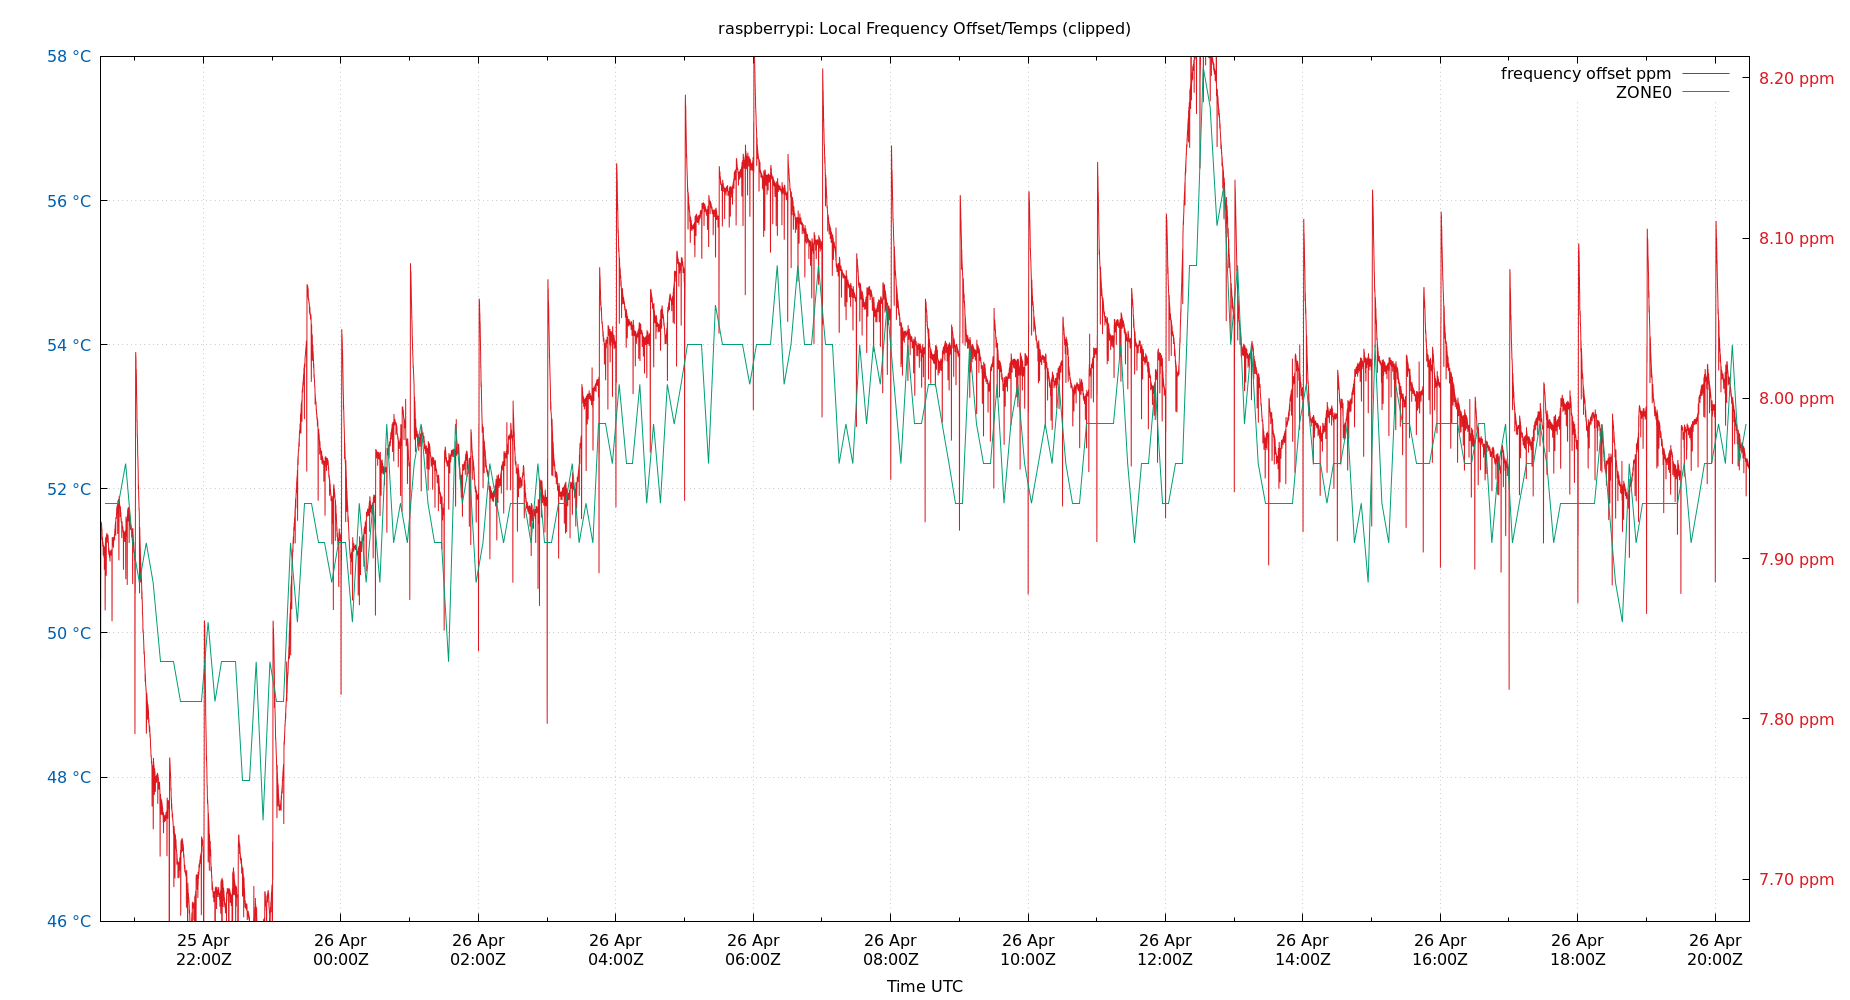 raspberrypi: Local Frequency Offset/Temps (clipped)
frequency offset ppm
ZONE0
58 °C
56 °C
54 °C
52 °C
50 °C
48 °C
46 °C
8.20 ppm
8.10 ppm
8.00 ppm
7.90 ppm
7.80 ppm
7.70 ppm
25 Apr 26 Apr 26 Apr 26 Apr 26 Apr 26 Apr 26 Apr 26 Apr 26 Apr 26 Apr 26 Apr 26 Apr
22:00Z 00:00Z 02:00Z 04:00Z 06:00Z 08:00Z 10:00Z 12:00Z 14:00Z 16:00Z 18:00Z 20:00Z
Time UTC